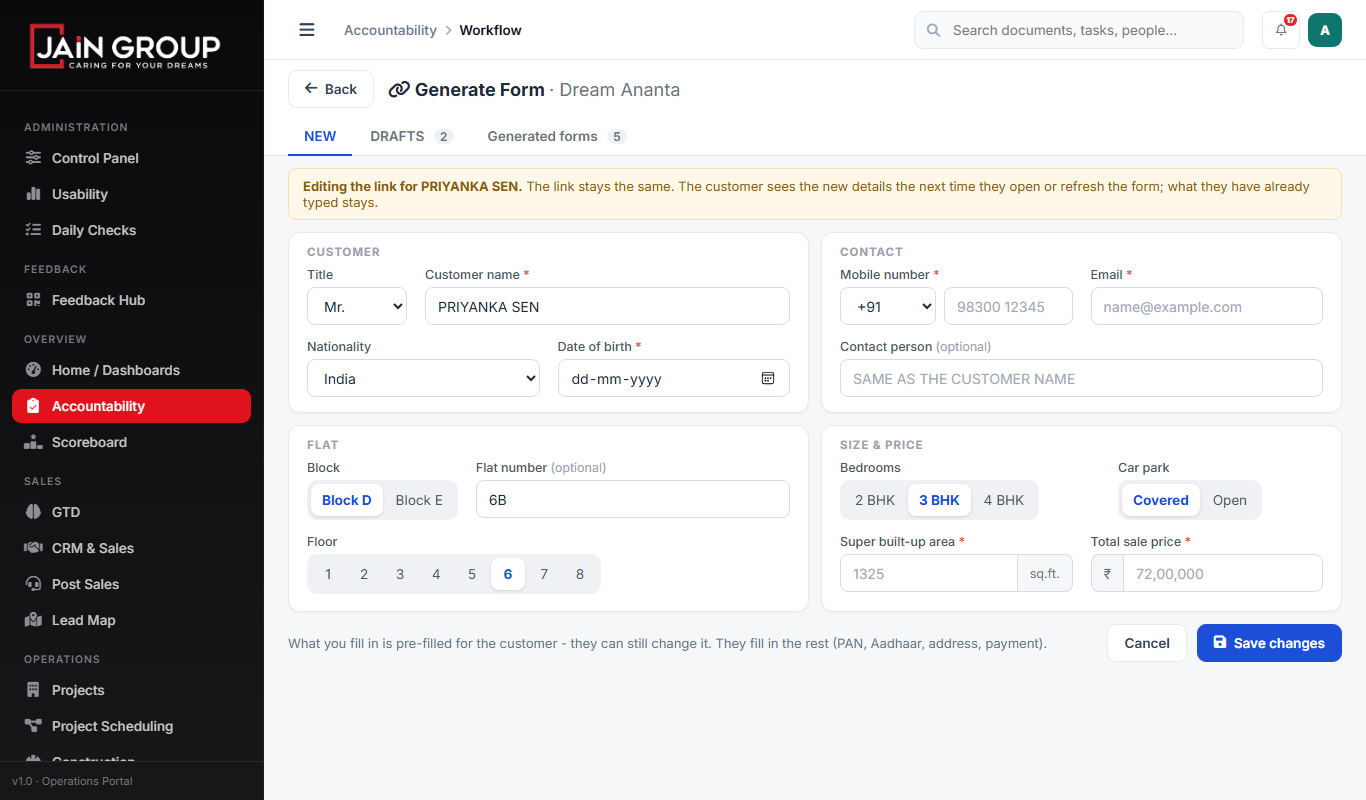 JAIN GROUP
CARING FOR YOUR DREAMS
ADMINISTRATION
Control Panel
Usability
Daily Checks
FEEDBACK
Feedback Hub
OVERVIEW
Home / Dashboards
Accountability
Scoreboard
SALES
GTD
CRM & Sales
Post Sales
Lead Map
OPERATIONS
Projects
Project Scheduling
Construction
v1.0 · Operations Portal
Accountability > Workflow
Search documents, tasks, people...
17
A
Back
Generate Form · Dream Ananta
NEW
DRAFTS 2
Generated forms 5
Editing the link for PRIYANKA SEN. The link stays the same. The customer sees the new details the next time they open or refresh the form; what they have already
typed stays.
CUSTOMER
Title
Customer name *
Mr.
PRIYANKA SEN
Nationality
Date of birth *
India
dd-mm-yyyy
CONTACT
Mobile number *
Email *
+91
98300 12345
name@example.com
Contact person (optional)
SAME AS THE CUSTOMER NAME
FLAT
Block
Flat number (optional)
Block D
Block E
6B
Floor
1 2 3 4 5 6 7 8
SIZE & PRICE
Bedrooms
Car park
2 BHK 3 BHK 4 BHK
Covered Open
Super built-up area *
Total sale price *
1325 sq.ft.
₹ 72,00,000
What you fill in is pre-filled for the customer - they can still change it. They fill in the rest (PAN, Aadhaar, address, payment).
Cancel
Save changes